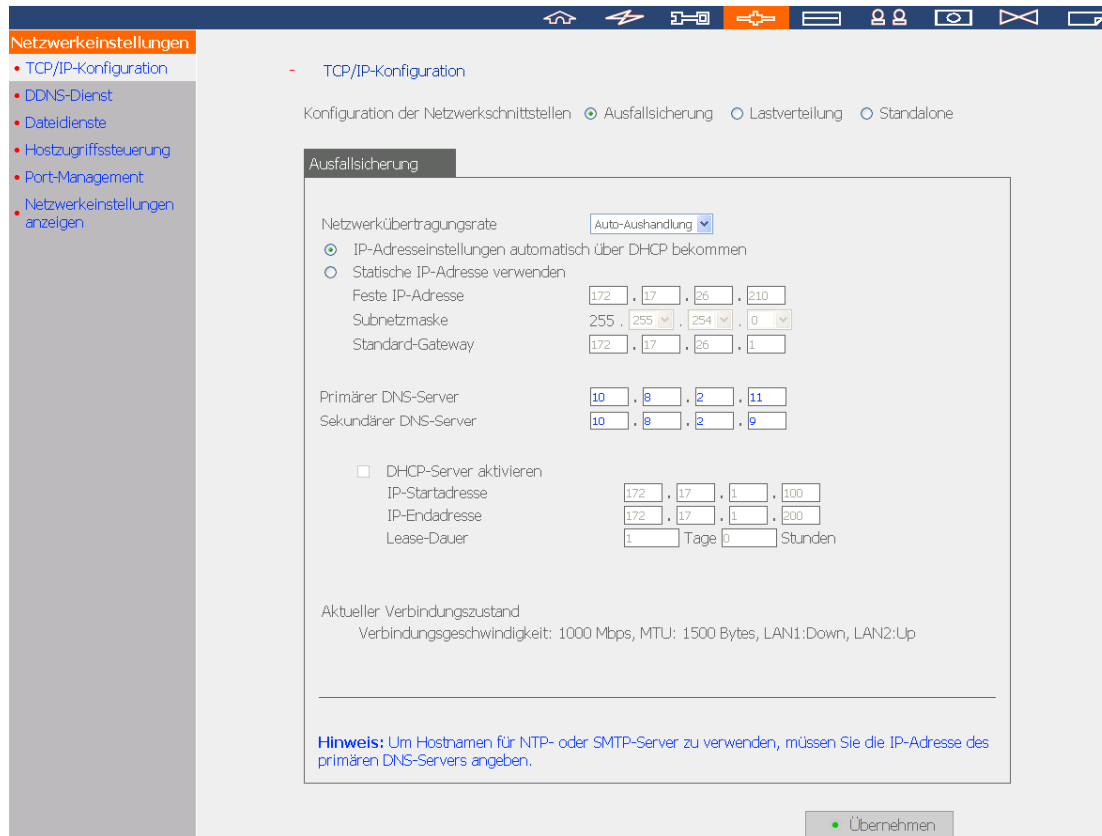 Netzwerkeinstellungen
TCP/IP-Konfiguration
DDNS-Dienst
Dateidienste
Hostzugriffssteuerung
Port-Management
Netzwerkeinstellungen
anzeigen
- TCP/IP-Konfiguration
Konfiguration der Netzwerkschnittstellen Ausfallsicherung Lastverteilung Standalone
Ausfallsicherung
Netzwerkübertragungsrate Auto-Aushandlung
IP-Adresseinstellungen automatisch über DHCP bekommen
Statische IP-Adresse verwenden
Feste IP-Adresse 172 . 17 . 26 . 210
Subnetzmaske 255 . 255 . 254 . 0
Standard-Gateway 172 . 17 . 26 . 1
Primärer DNS-Server 10 . 8 . 2 . 11
Sekundärer DNS-Server 10 . 8 . 2 . 9
DHCP-Server aktivieren
IP-Startadresse 172 . 17 . 1 . 100
IP-Endadresse 172 . 17 . 1 . 200
Lease-Dauer 1 Tage 0 Stunden
Aktueller Verbindungszustand
Verbindungsgeschwindigkeit: 1000 Mbps, MTU: 1500 Bytes, LAN1:Down, LAN2:Up
Hinweis: Um Hostnamen für NTP- oder SMTP-Server zu verwenden, müssen Sie die IP-Adresse des
primären DNS-Servers angeben.
Übernehmen